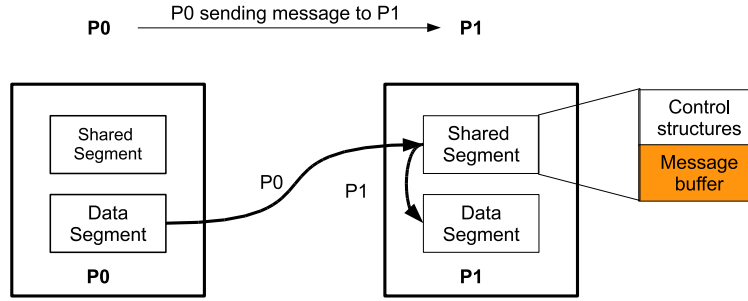 P0 sending message to P1
P0
P1
Shared
Segment
Data
Segment
P0
P0
P1
Shared
Segment
Data
Segment
P1
Control
structures
Message
buffer